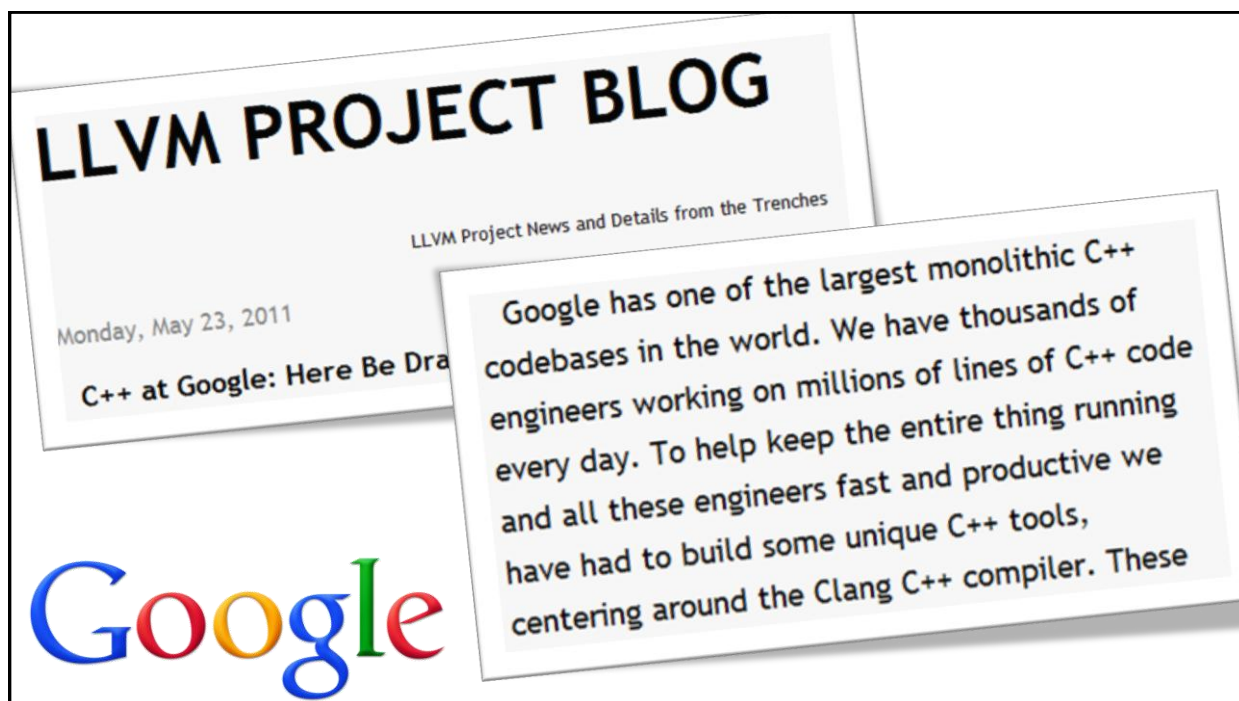 LLVM PROJECT BLOG
LLVM Project News and Details from the Trenches
Monday, May 23, 2011
C++ at Google: Here Be
Google has one of the largest monolithic C++
codebases in the world. We have thousands of
engineers working on millions of lines of C++ code
every day. To help keep the entire thing running
and all these engineers fast and productive we
have had to build some unique C++ tools,
centering around the Clang C++ compiler. These
Google